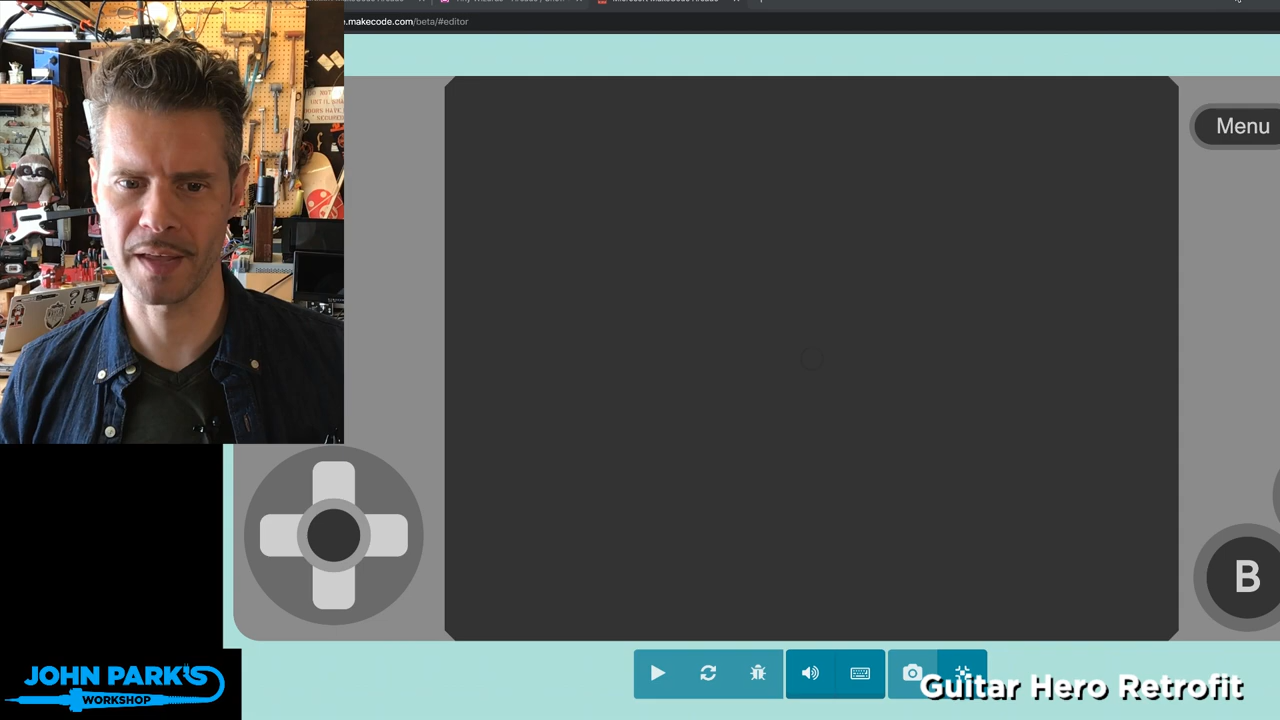 e.makecode.com/beta/#editor
Menu
B
JOHN PARK'S
WORKSHOP
Guitar Hero Retrofit